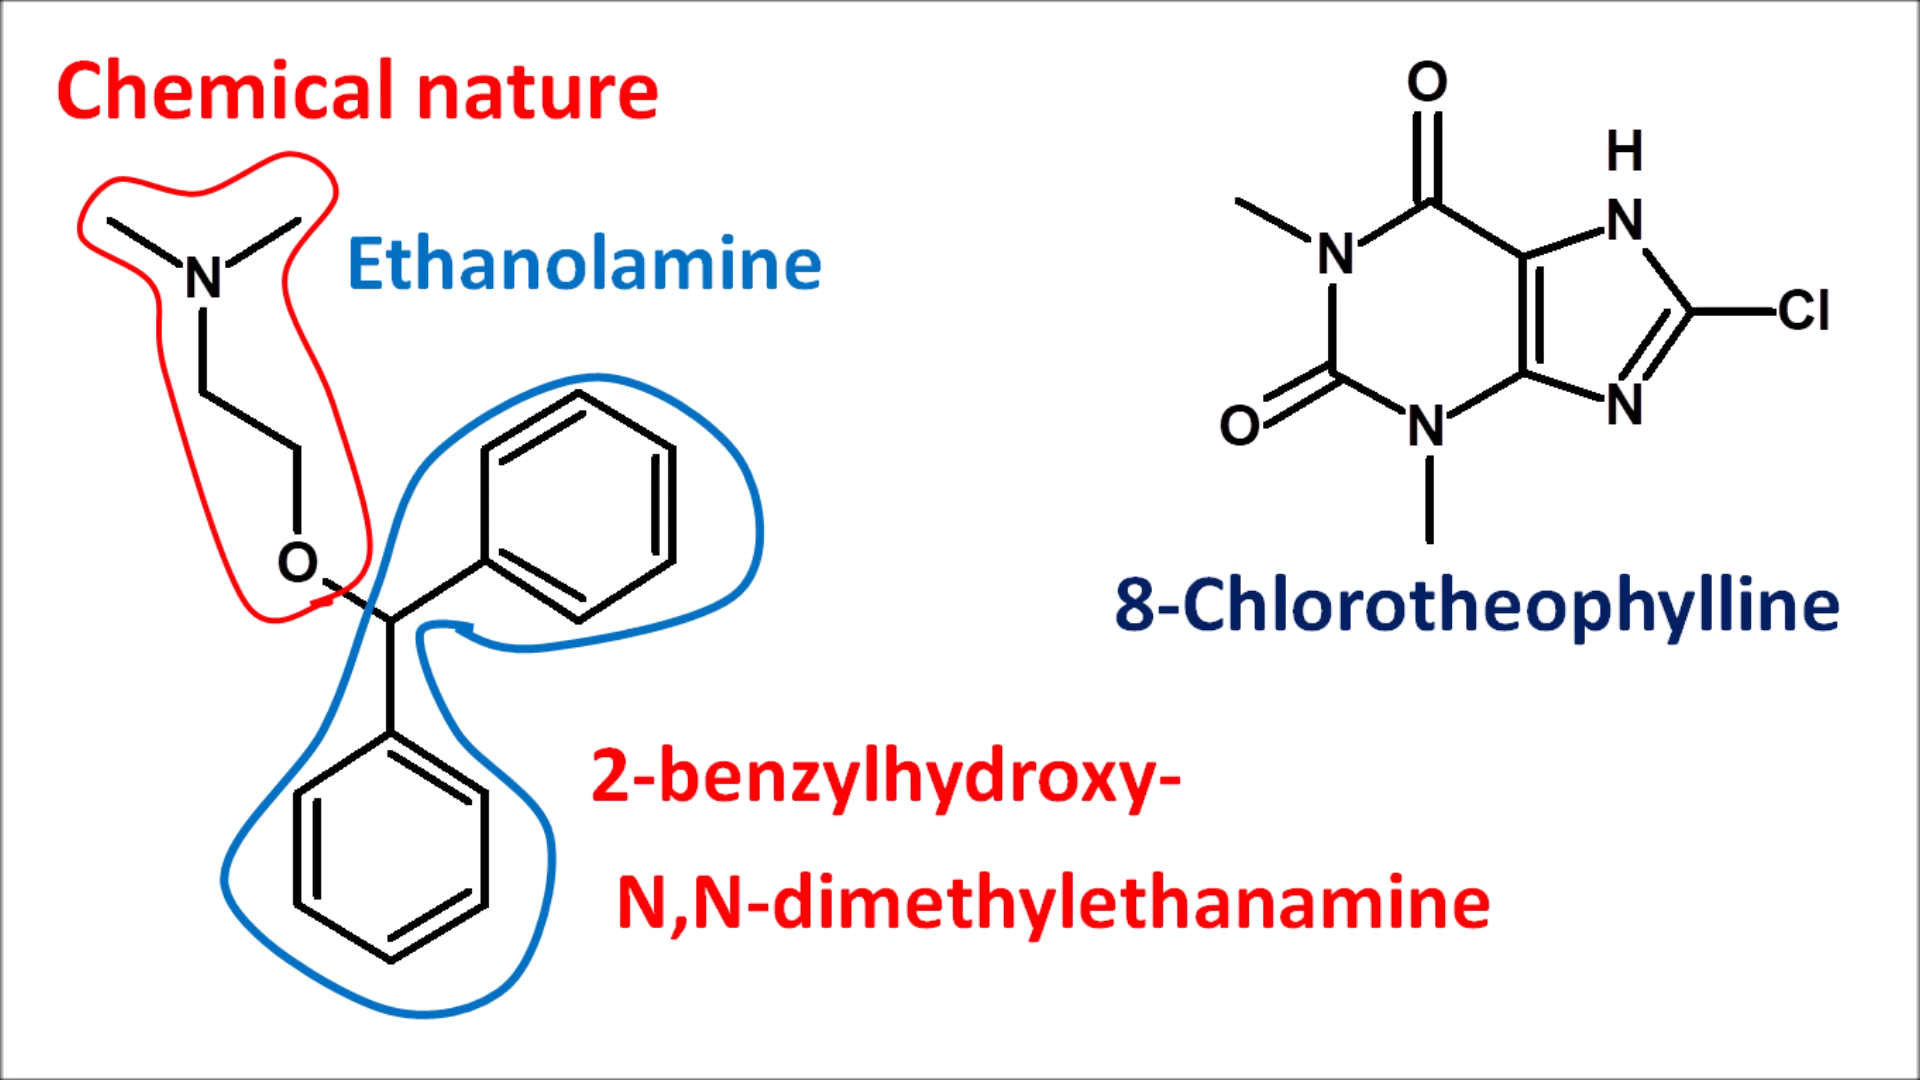 Chemical nature
Ethanolamine
N
O
O
H
N
N
Cl
O
N
N
8-Chlorotheophylline
2-benzylhydroxy-
N,N-dimethylethanamine